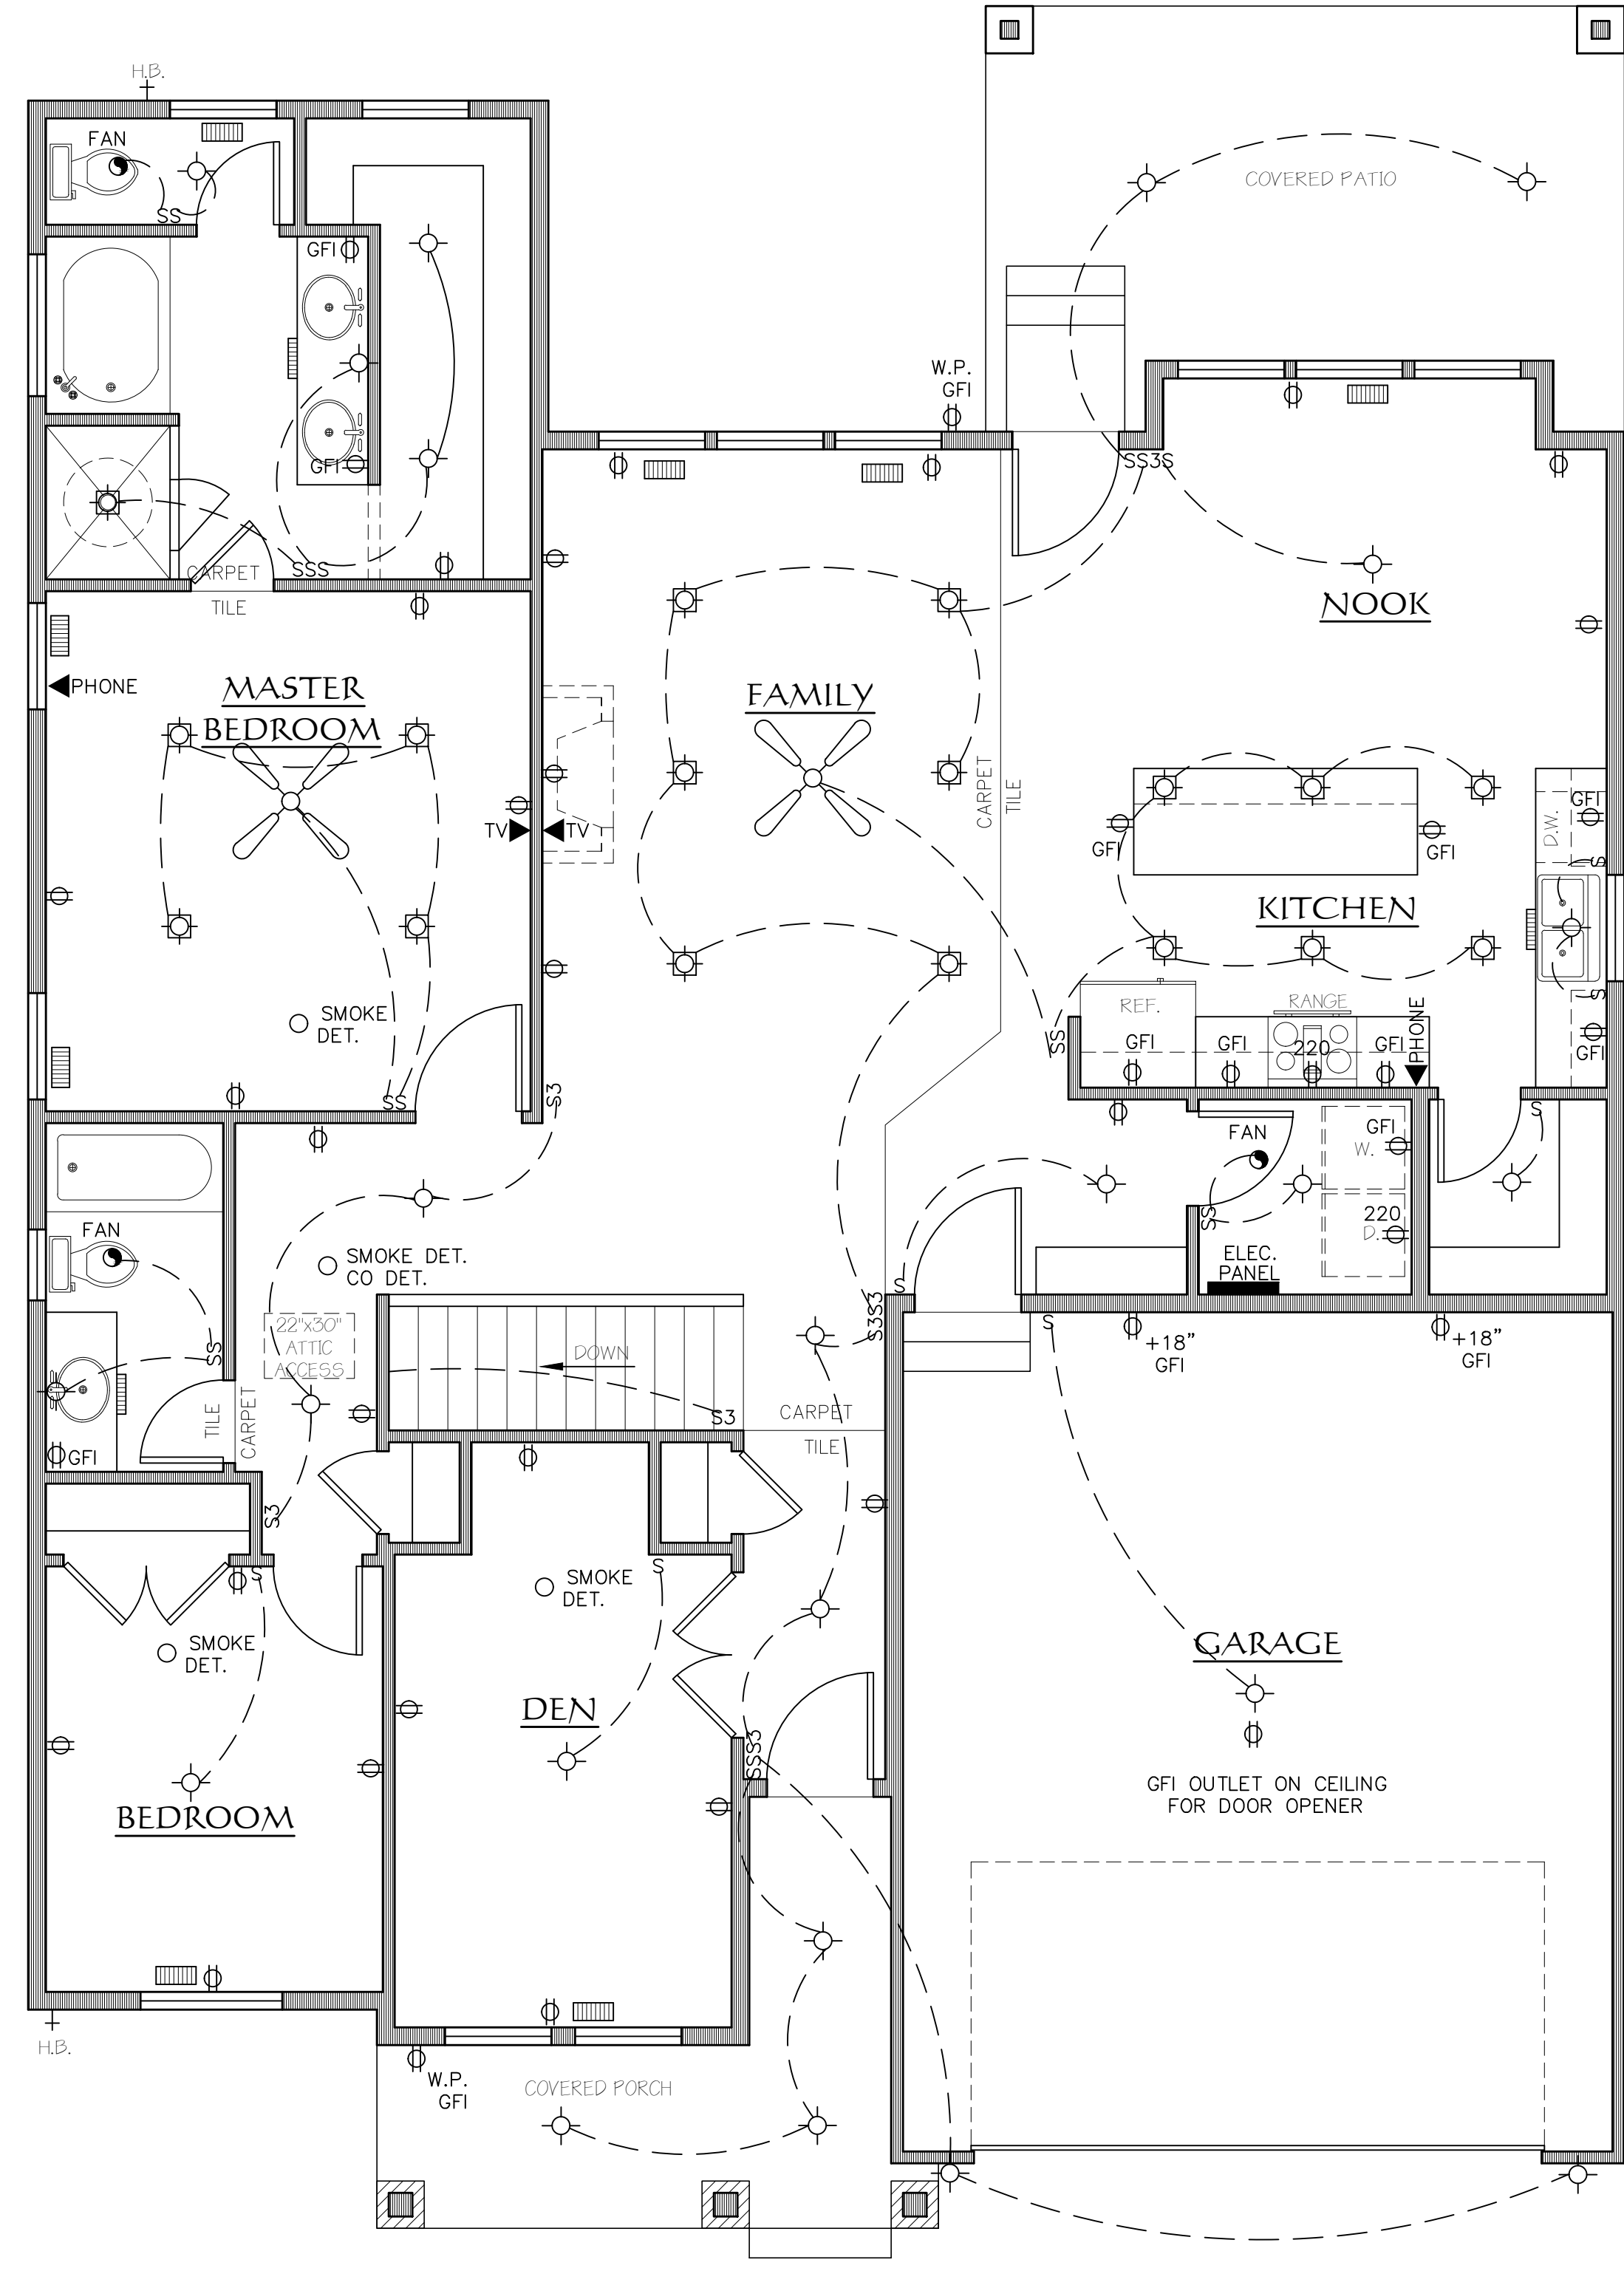 H.B.
FAN
SS
COVERED PATIO
GFI
W.P.
GFI
GFI
SS3S
SSS
CARPET
TILE
NOOK
PHONE
MASTER
BEDROOM
FAMILY
CARPET
TILE
TV
TV
GFI
GFI
GFI
D.W.
S
KITCHEN
S
SMOKE
DET.
REF.
RANGE
PHONE
SS
GFI
GFI
220
GFI
GFI
SS
S3
S
FAN
GFI
W.
SS
220
D.
FAN
SMOKE DET.
CO DET.
ELEC.
PANEL
S
S3S3
S
22"x30"
ATTIC
ACCESS
DOWN
+18"
GFI
+18"
GFI
SS
TILE
CARPET
S3
CARPET
TILE
GFI
S3
S
S
SMOKE
DET.
SMOKE
DET.
GARAGE
DEN
SSS3
GFI OUTLET ON CEILING
FOR DOOR OPENER
BEDROOM
H.B.
W.P.
GFI
COVERED PORCH